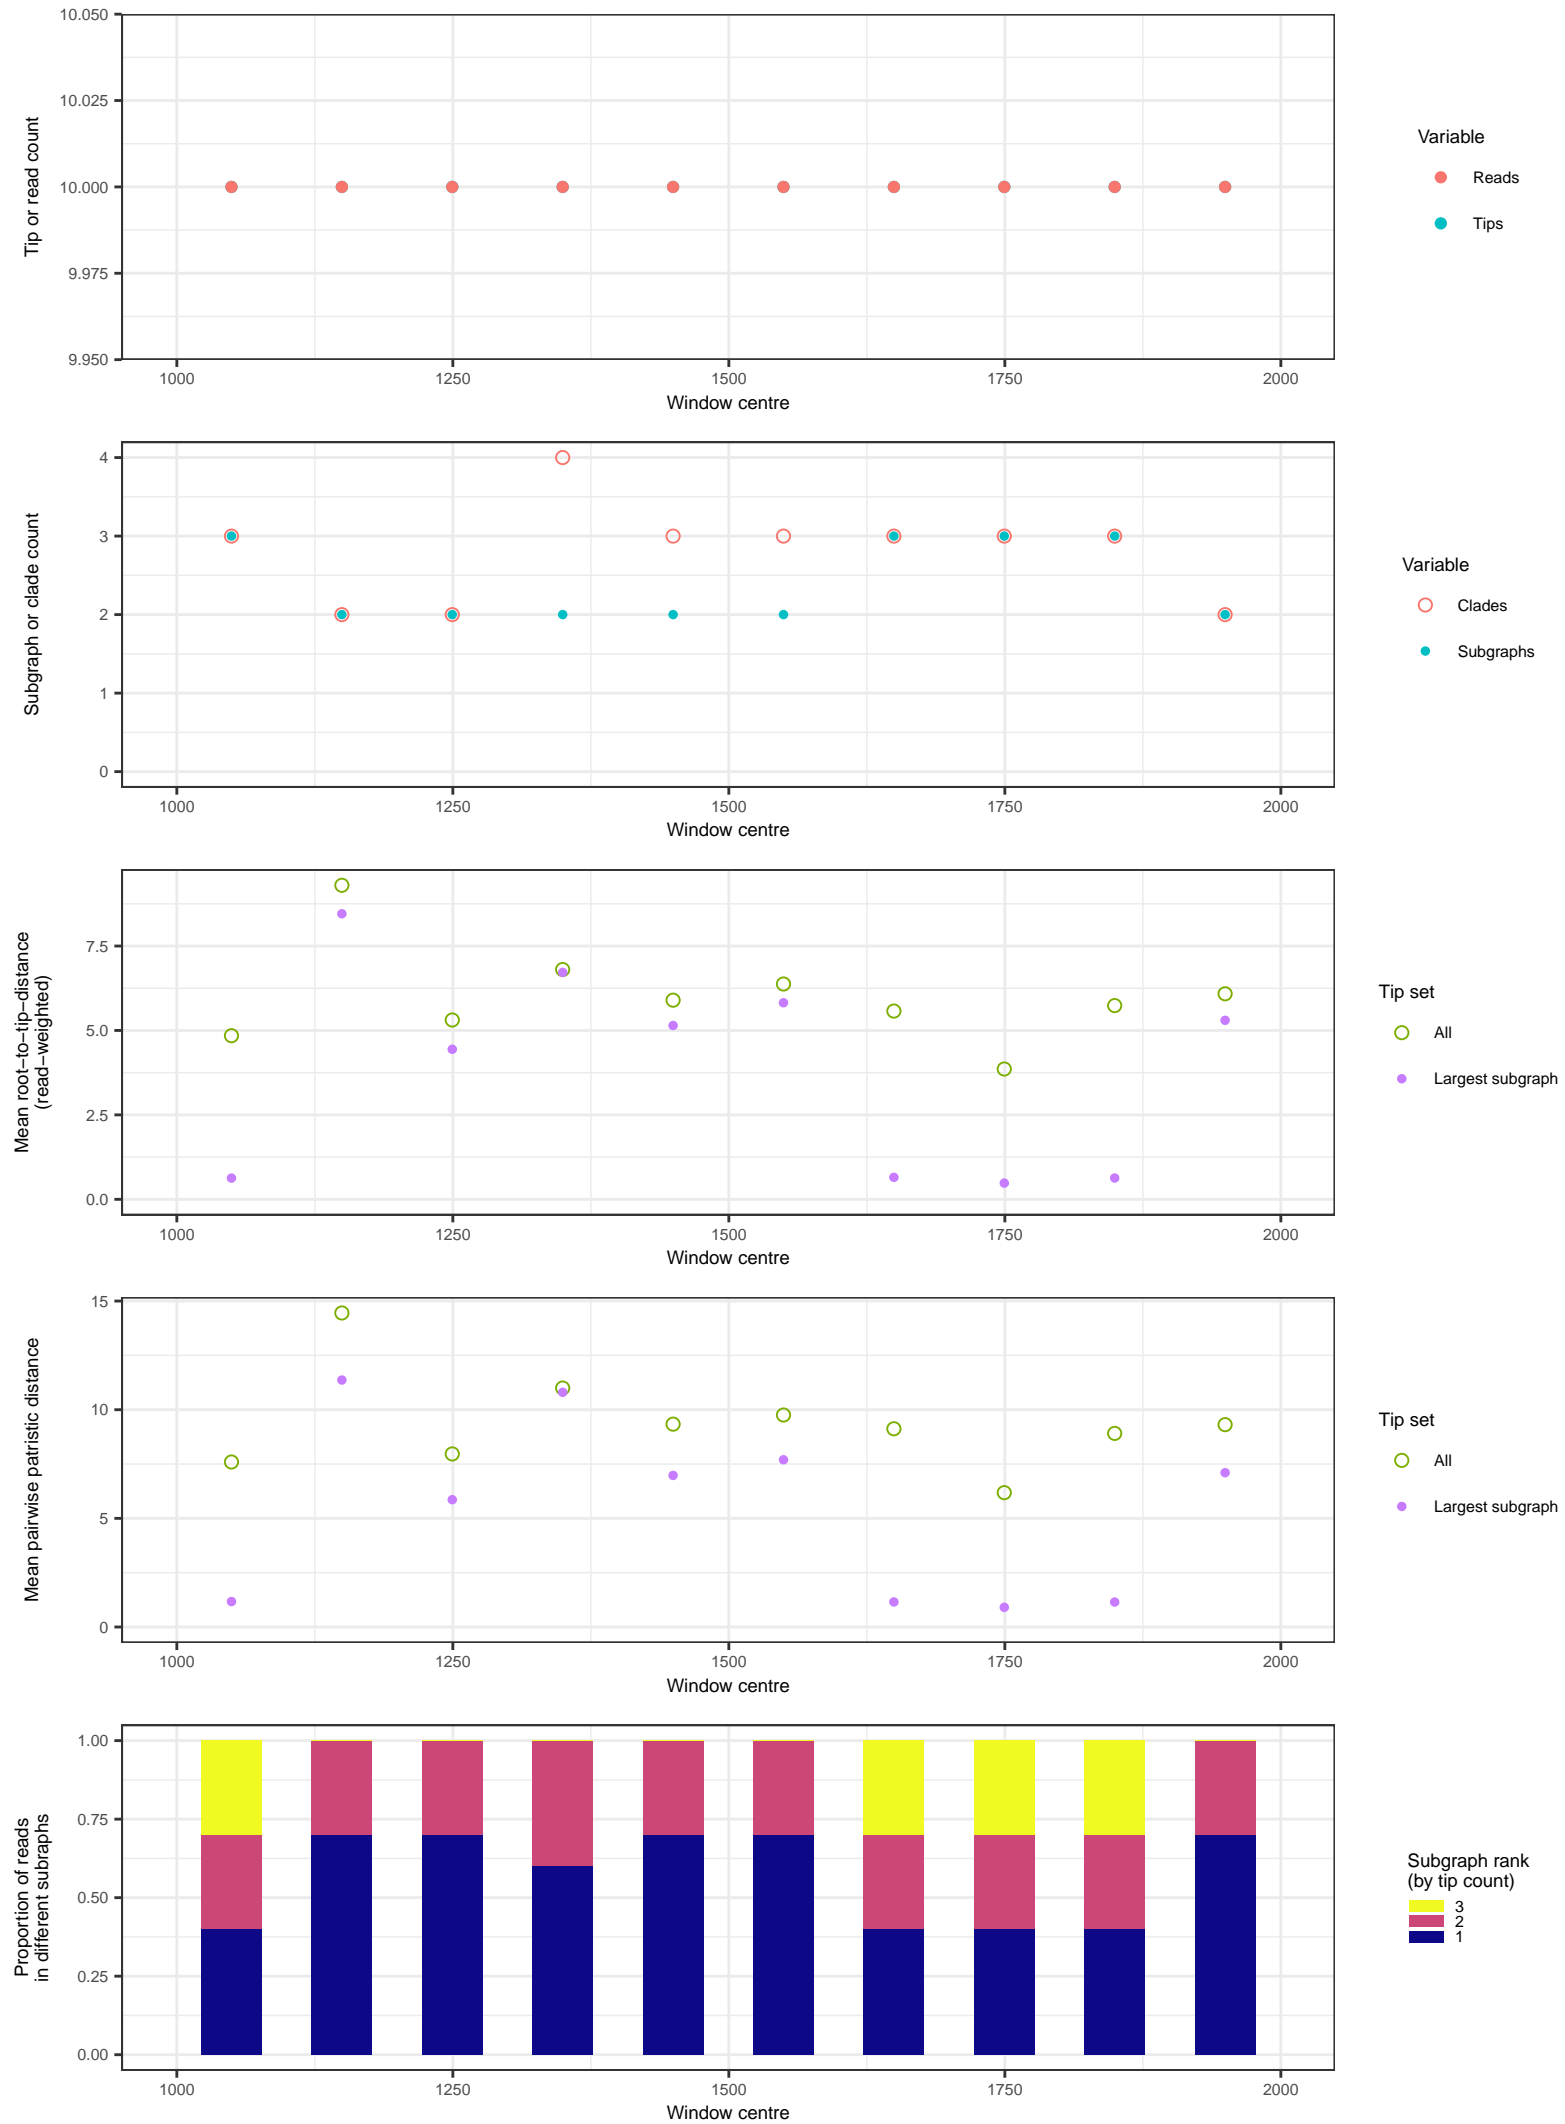 10.050
10.025
10.000
9.975
9.950
Tip or read count
1000 1250 1500 1750 2000
Window centre
Variable
Reads
Tips
4
3
2
1
0
Subgraph or clade count
1000 1250 1500 1750 2000
Window centre
Variable
Clades
Subgraphs
7.5
5.0
2.5
0.0
Mean root-to-tip-distance
(read-weighted)
1000 1250 1500 1750 2000
Window centre
Tip set
All
Largest subgraph
15
10
5
0
Mean pairwise patristic distance
1000 1250 1500 1750 2000
Window centre
Tip set
All
Largest subgraph
1.00
0.75
0.50
0.25
0.00
Proportion of reads
in different subraphs
1000 1250 1500 1750 2000
Window centre
Subgraph rank
(by tip count)
3
2
1